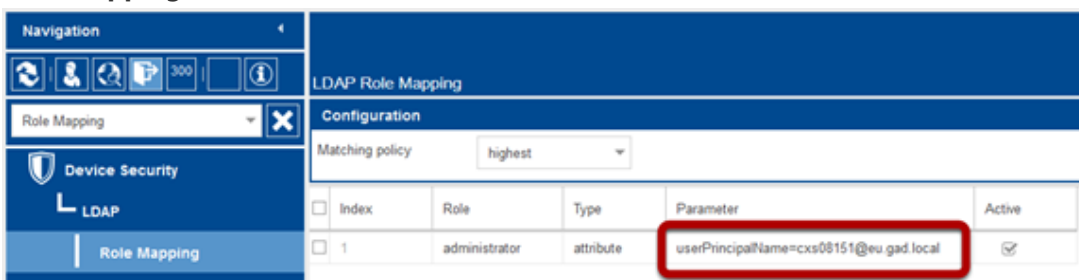 Navigation
300
LDAP Role Mapping
Role Mapping
Configuration
Matching policy highest
Device Security
LDAP
Role Mapping
Index Role Type Parameter Active
1 administrator attribute userPrincipalName=cxs08151@eu.gad.local